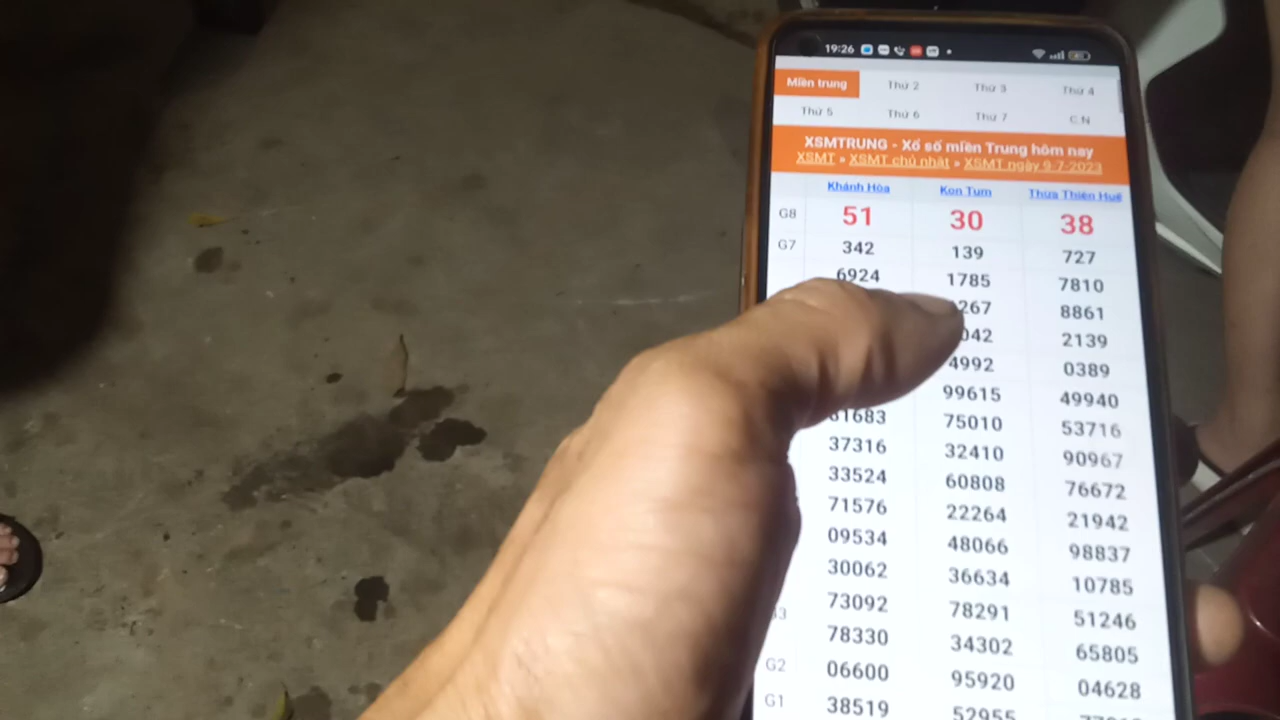 19:26
Miền trung Thứ 2 Thứ 3 Thứ 4
Thứ 5 Thứ 6 Thứ 7 C.N
XSMTRUNG - Xổ số miền Trung hôm nay
XSMT » XSMT chủ nhật » XSMT ngày 9-7-2023
Khánh Hòa Kon Tum Thừa Thiên Huế
G8 51 30 38
G7 342 139 727
6924 1785 7810
267 8861
042 2139
4992 0389
99615 49940
61683 75010 53716
37316 32410 90967
33524 60808 76672
71576 22264 21942
09534 48066 98837
30062 36634 10785
73092 78291 51246
78330 34302 65805
G2 06600 95920 04628
G1 38519 52955